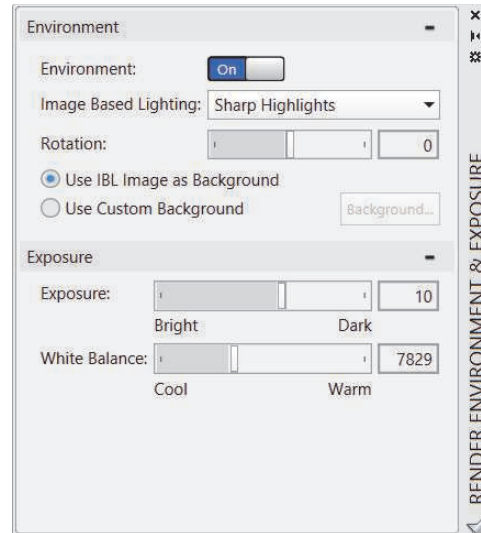 Environment
Environment: On
Image Based Lighting: Sharp Highlights
Rotation: 0
Use IBL Image as Background
Use Custom Background Background...
Exposure
Exposure: 10
Bright Dark
White Balance: 7829
Cool Warm
RENDER ENVIRONMENT & EXPOSURE